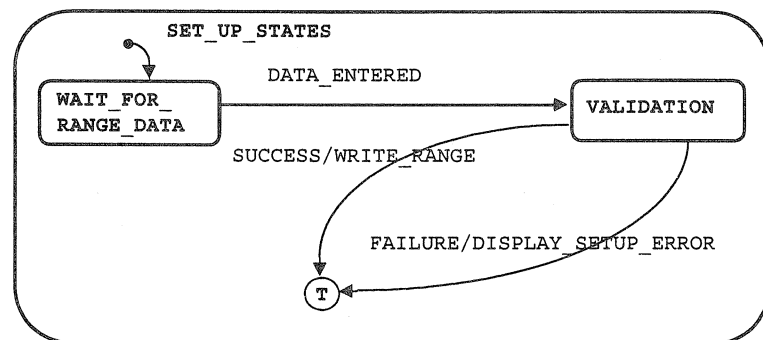 SET_UP_STATES
DATA_ENTERED
WAIT_FOR_
RANGE_DATA
VALIDATION
SUCCESS/WRITE_RANGE
FAILURE/DISPLAY_SETUP_ERROR
T